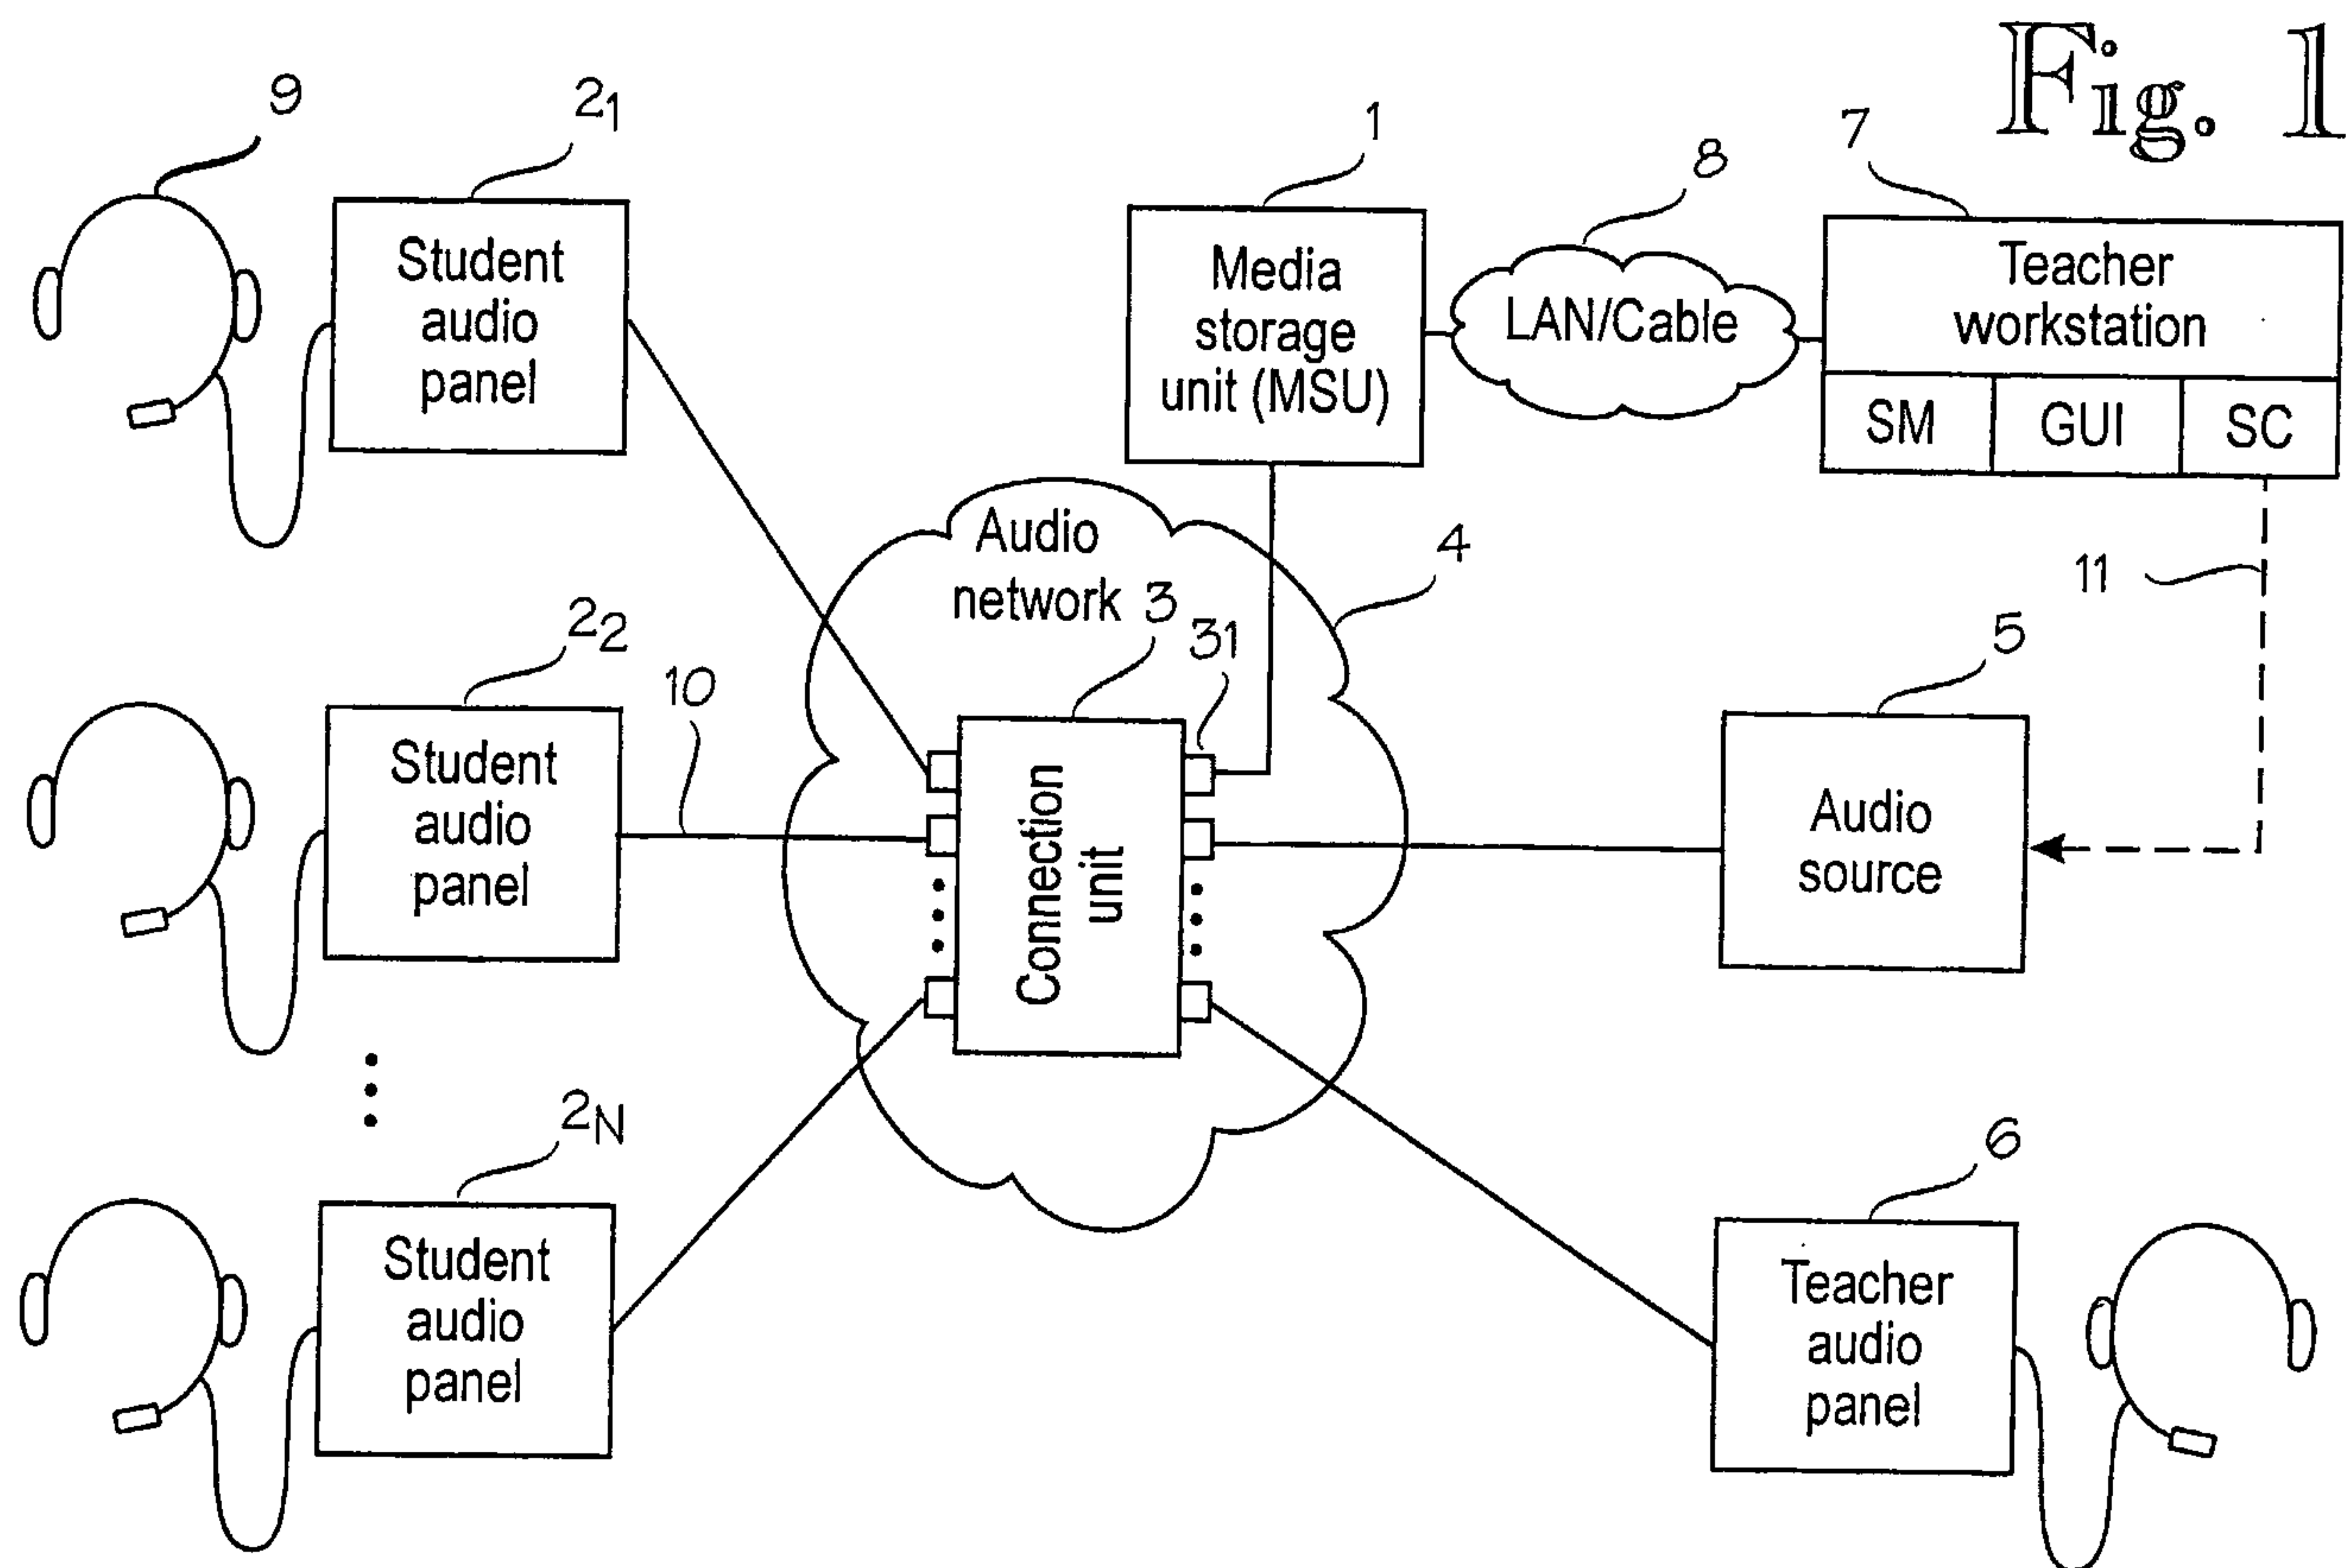 Fig. 1
9
2₁
1
8
7
Student
audio
panel
Media
storage
unit (MSU)
LAN/Cable
Teacher
workstation
SM
GUI
SC
Audio
network
4
11
2₂
10
3
31
5
Student
audio
panel
Connection
unit
Audio
source
2N
6
Student
audio
panel
Teacher
audio
panel